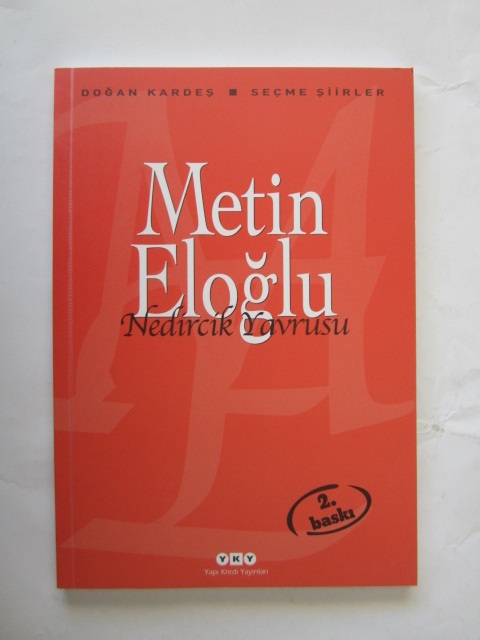 DOĞAN KARDEŞ ■ SEÇME ŞİİRLER
Metin
Eloğlu
Nedircik Yavrusu
2.
baskı
YKY
Yapı Kredi Yayınları